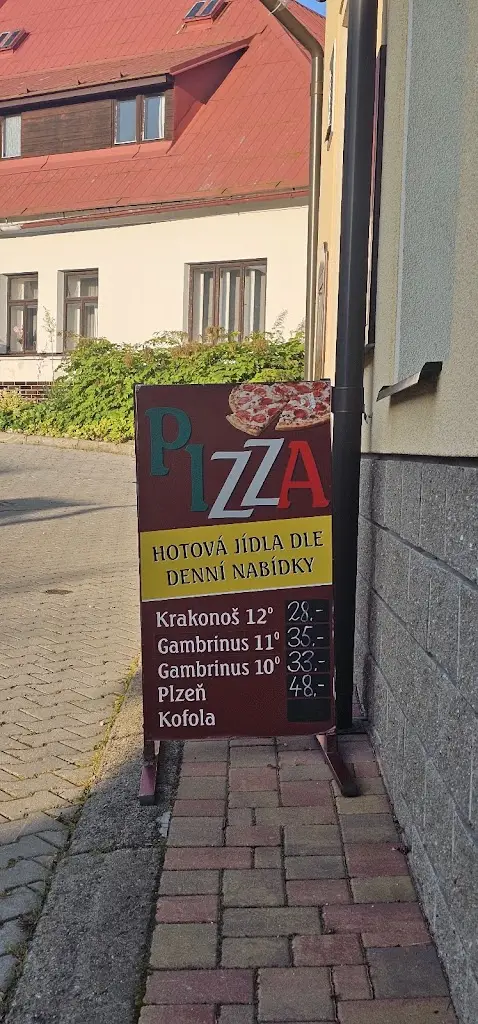 PIZZA
HOTOVÁ JÍDLA DLE
DENNÍ NABÍDKY
Krakonoš 12° 28,-
Gambrinus 11° 35,-
Gambrinus 10° 33,-
Plzeň 48,-
Kofola